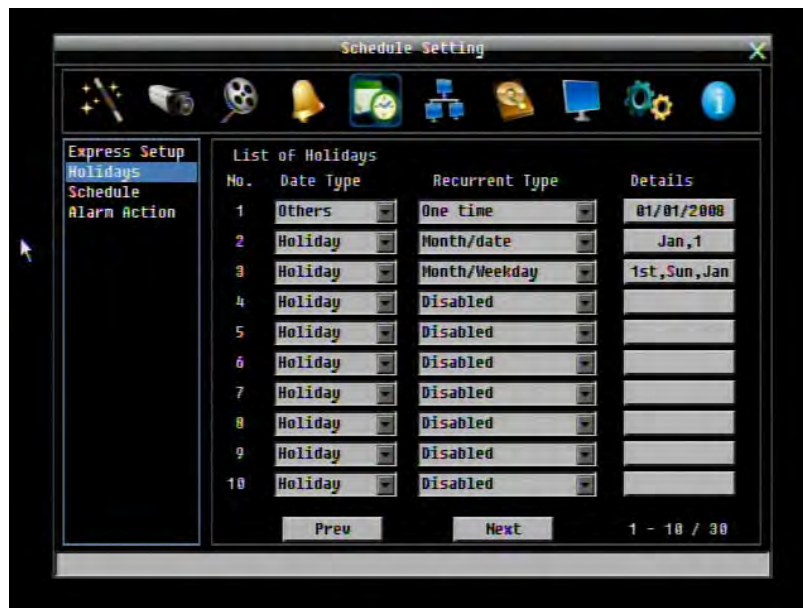 Schedule Setting
X
Express Setup
Holidays
Schedule
Alarm Action
List of Holidays
No. Date Type Recurrent Type Details
1 Others One time 01/01/2008
2 Holiday Month/date Jan,1
3 Holiday Month/Weekday 1st,Sun,Jan
4 Holiday Disabled
5 Holiday Disabled
6 Holiday Disabled
7 Holiday Disabled
8 Holiday Disabled
9 Holiday Disabled
10 Holiday Disabled
Prev Next 1 - 10 / 30